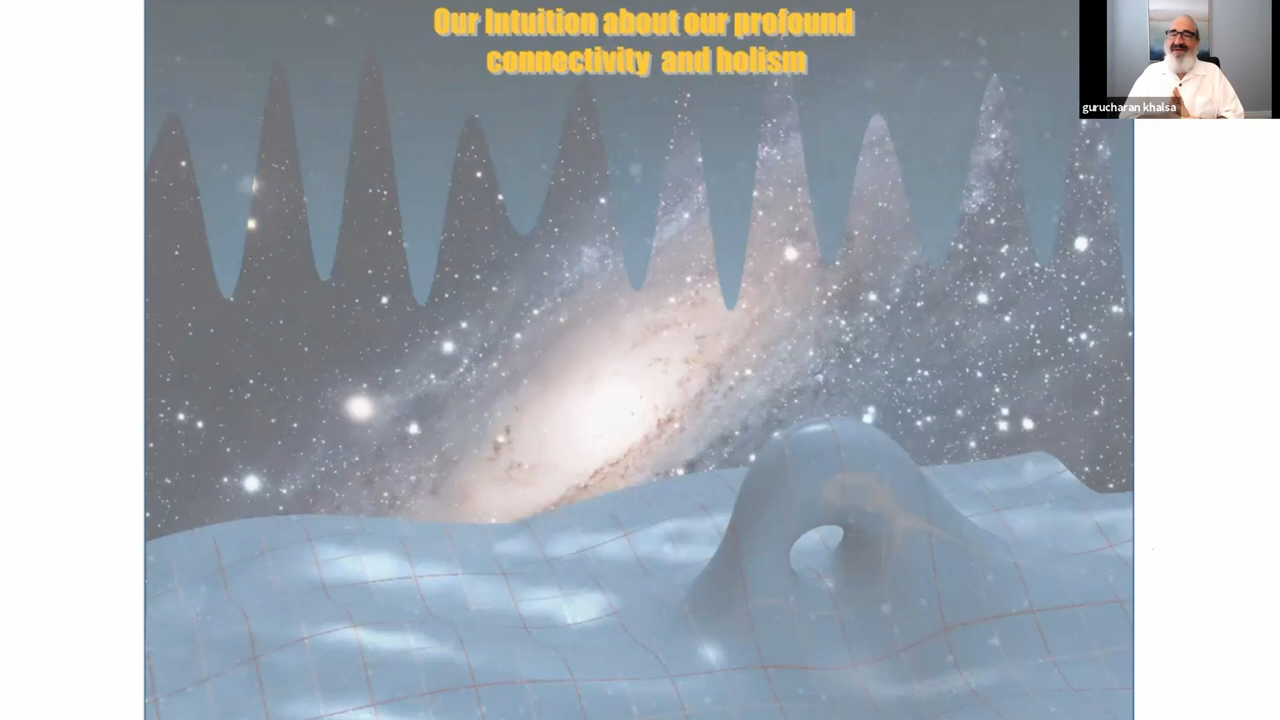 Our Intuition about our profound
connectivity and holism
gurucharan khalsa